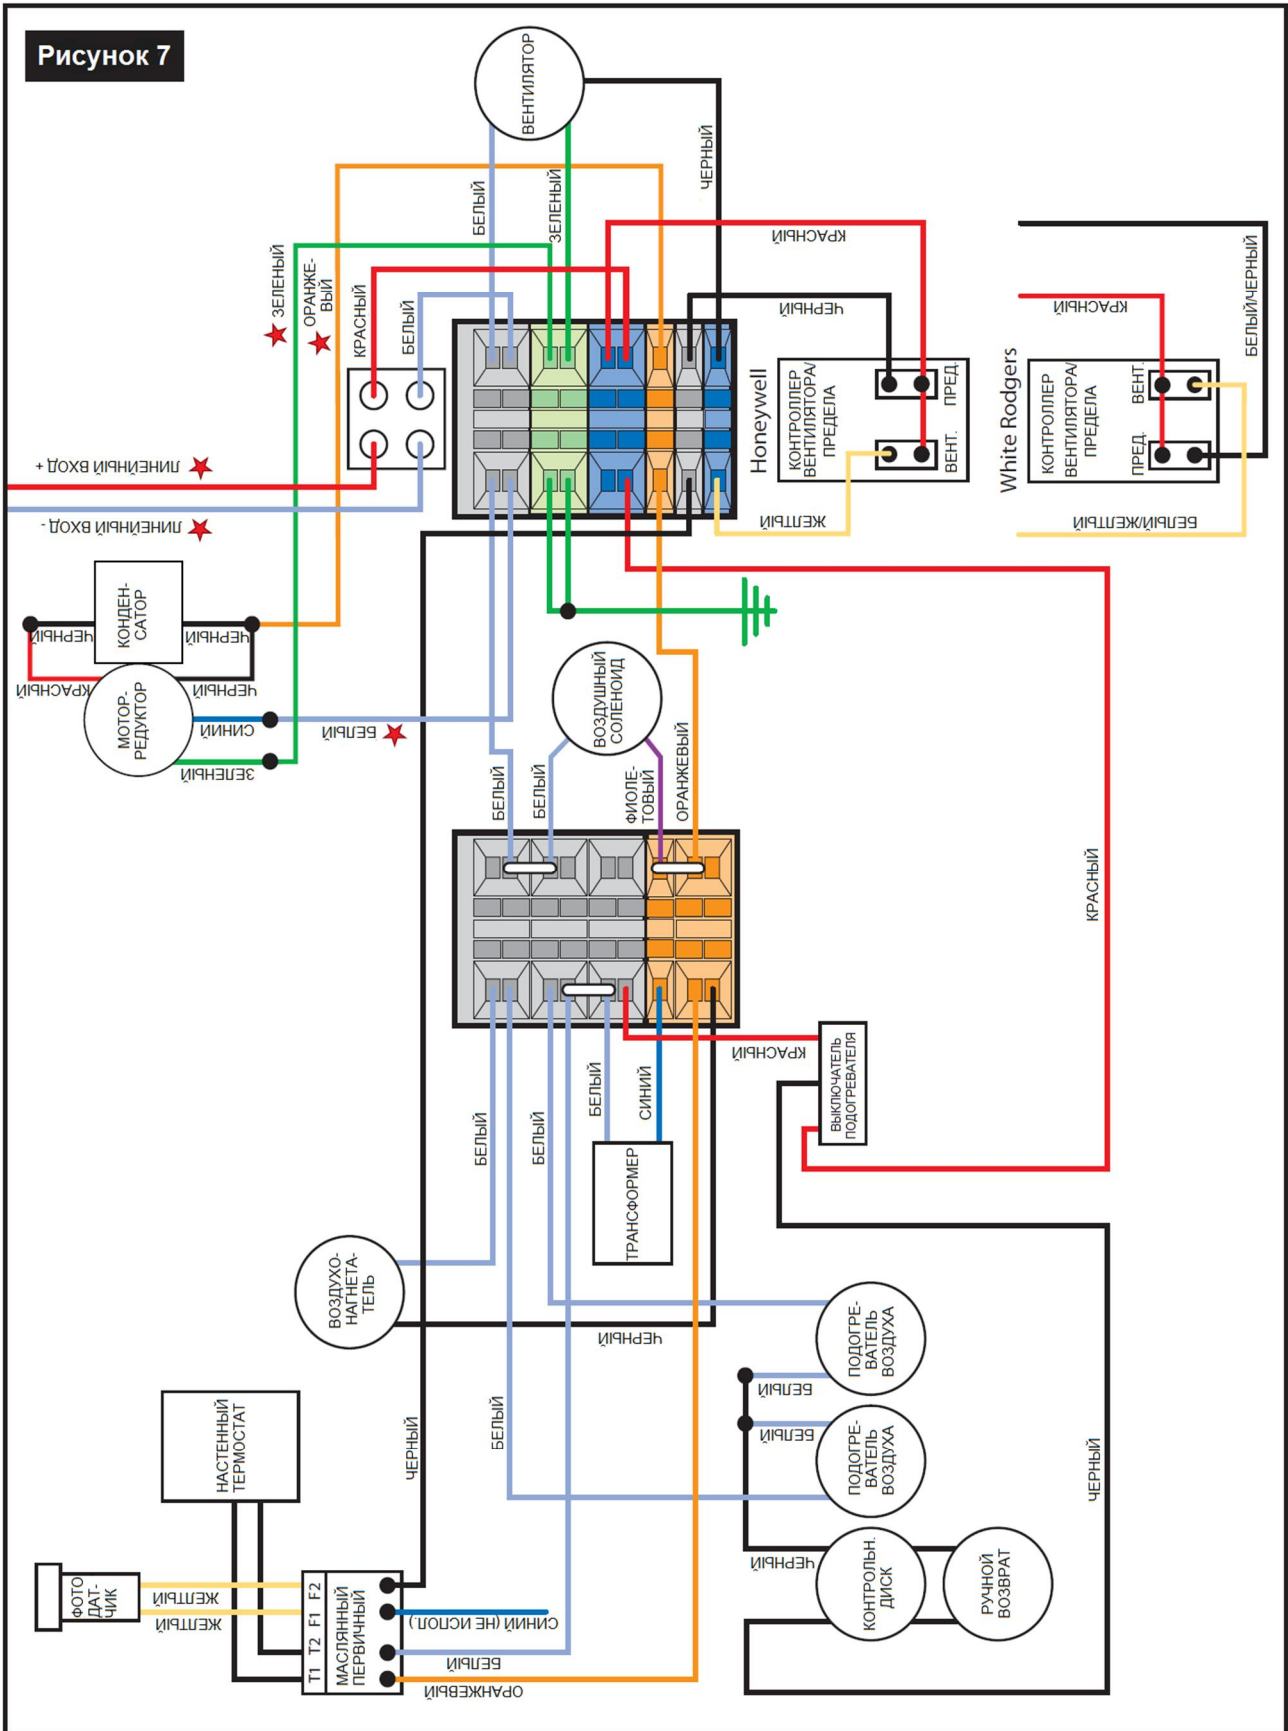 Рисунок 7
ВЕНТИЛЯТОР
ЧЕРНЫЙ
БЕЛЫЙ
ЗЕЛЕНЫЙ
КРАСНЫЙ
ЗЕЛЕНЫЙ
ОРАНЖЕ-
ВЫЙ
КРАСНЫЙ
БЕЛЫЙ
ЧЕРНЫЙ
КРАСНЫЙ
БЕЛЫЙ/ЧЕРНЫЙ
Honeywell
КОНТРОЛЛЕР
ВЕНТИЛЯТОРА/
ПРЕДЕЛА
ПРЕД.
ВЕНТ.
White Rodgers
КОНТРОЛЛЕР
ВЕНТИЛЯТОРА/
ПРЕДЕЛА
ВЕНТ.
ПРЕД.
ЛИНЕЙНЫЙ ВХОД +
ЛИНЕЙНЫЙ ВХОД -
ЖЕЛТЫЙ
БЕЛЫЙ/ЖЕЛТЫЙ
КОНДЕН-
САТОР
ЧЕРНЫЙ
ЧЕРНЫЙ
КРАСНЫЙ
ЧЕРНЫЙ
МОТОР-
РЕДУКТОР
СИНИЙ
БЕЛЫЙ
ЗЕЛЕНЫЙ
ВОЗДУШНЫЙ
СОЛЕНОИД
БЕЛЫЙ
БЕЛЫЙ
ФИОЛЕ-
ТОВЫЙ
ОРАНЖЕВЫЙ
КРАСНЫЙ
КРАСНЫЙ
ВЫКЛЮЧАТЕЛЬ
ПОДОГРЕВАТЕЛЯ
БЕЛЫЙ
БЕЛЫЙ
БЕЛЫЙ
СИНИЙ
ТРАНСФОРМЕР
ВОЗДУХО-
НАГНЕТА-
ТЕЛЬ
ЧЕРНЫЙ
ПОДОГРЕ-
ВАТЕЛЬ
ВОЗДУХА
БЕЛЫЙ
БЕЛЫЙ
ПОДОГРЕ-
ВАТЕЛЬ
ВОЗДУХА
НАСТЕННЫЙ
ТЕРМОСТАТ
ЧЕРНЫЙ
БЕЛЫЙ
ЧЕРНЫЙ
ЧЕРНЫЙ
КОНТРОЛЬН.
ДИСК
РУЧНОЙ
ВОЗВРАТ
ФОТО
ДАТ-
ЧИК
ЖЕЛТЫЙ
ЖЕЛТЫЙ
T1 T2 F1 F2
МАСЛЯННЫЙ
ПЕРВИЧНЫЙ
СИНИЙ (НЕ ИСПОЛ.)
БЕЛЫЙ
ОРАНЖЕВЫЙ